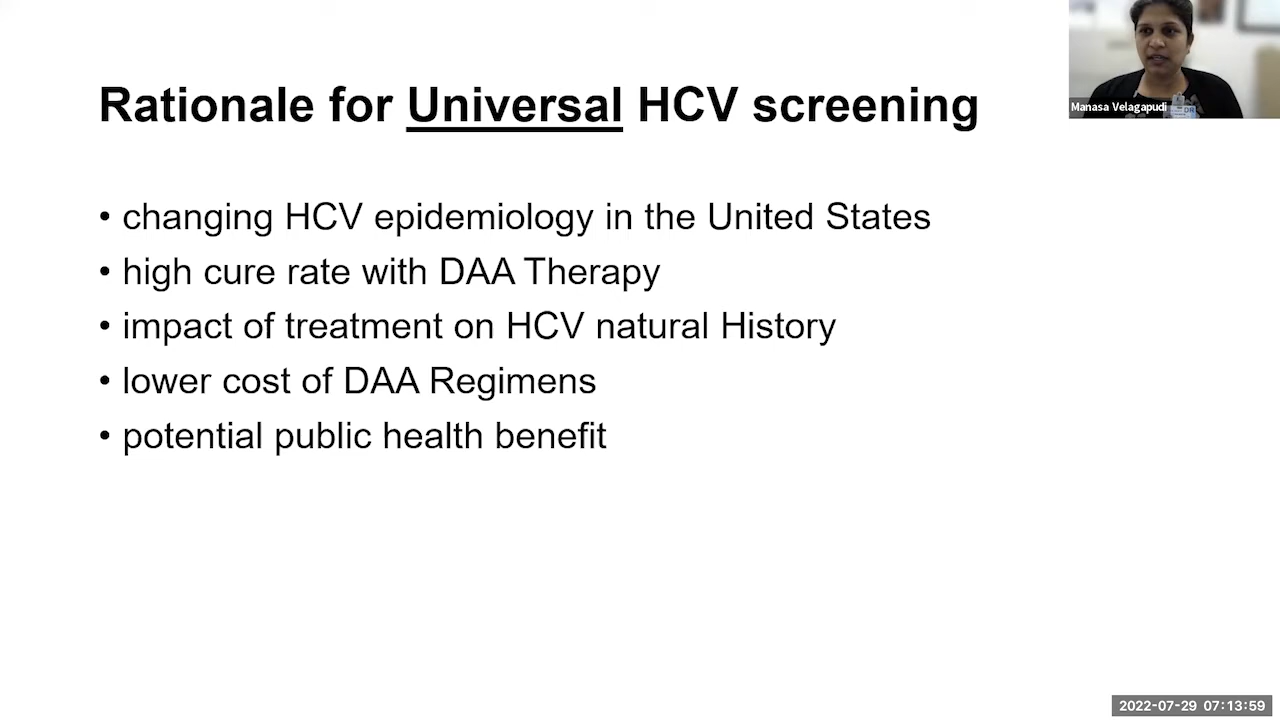 Rationale for Universal HCV screening
Manasa Velagapudi
• changing HCV epidemiology in the United States
• high cure rate with DAA Therapy
• impact of treatment on HCV natural History
• lower cost of DAA Regimens
• potential public health benefit
2022-07-29 07:13:59